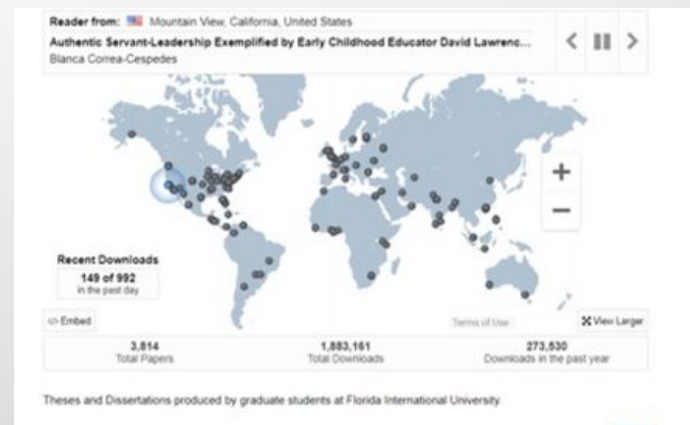 Reader from: Mountain View, California, United States
Authentic Servant-Leadership Exemplified by Early Childhood Educator David Lawrenc...
Blanca Correa-Cespedes
Recent Downloads
149 of 992
in the past day
</> Embed
Terms of Use
View Larger
3,814
Total Papers
1,883,161
Total Downloads
273,530
Downloads in the past year
Theses and Dissertations produced by graduate students at Florida International University.